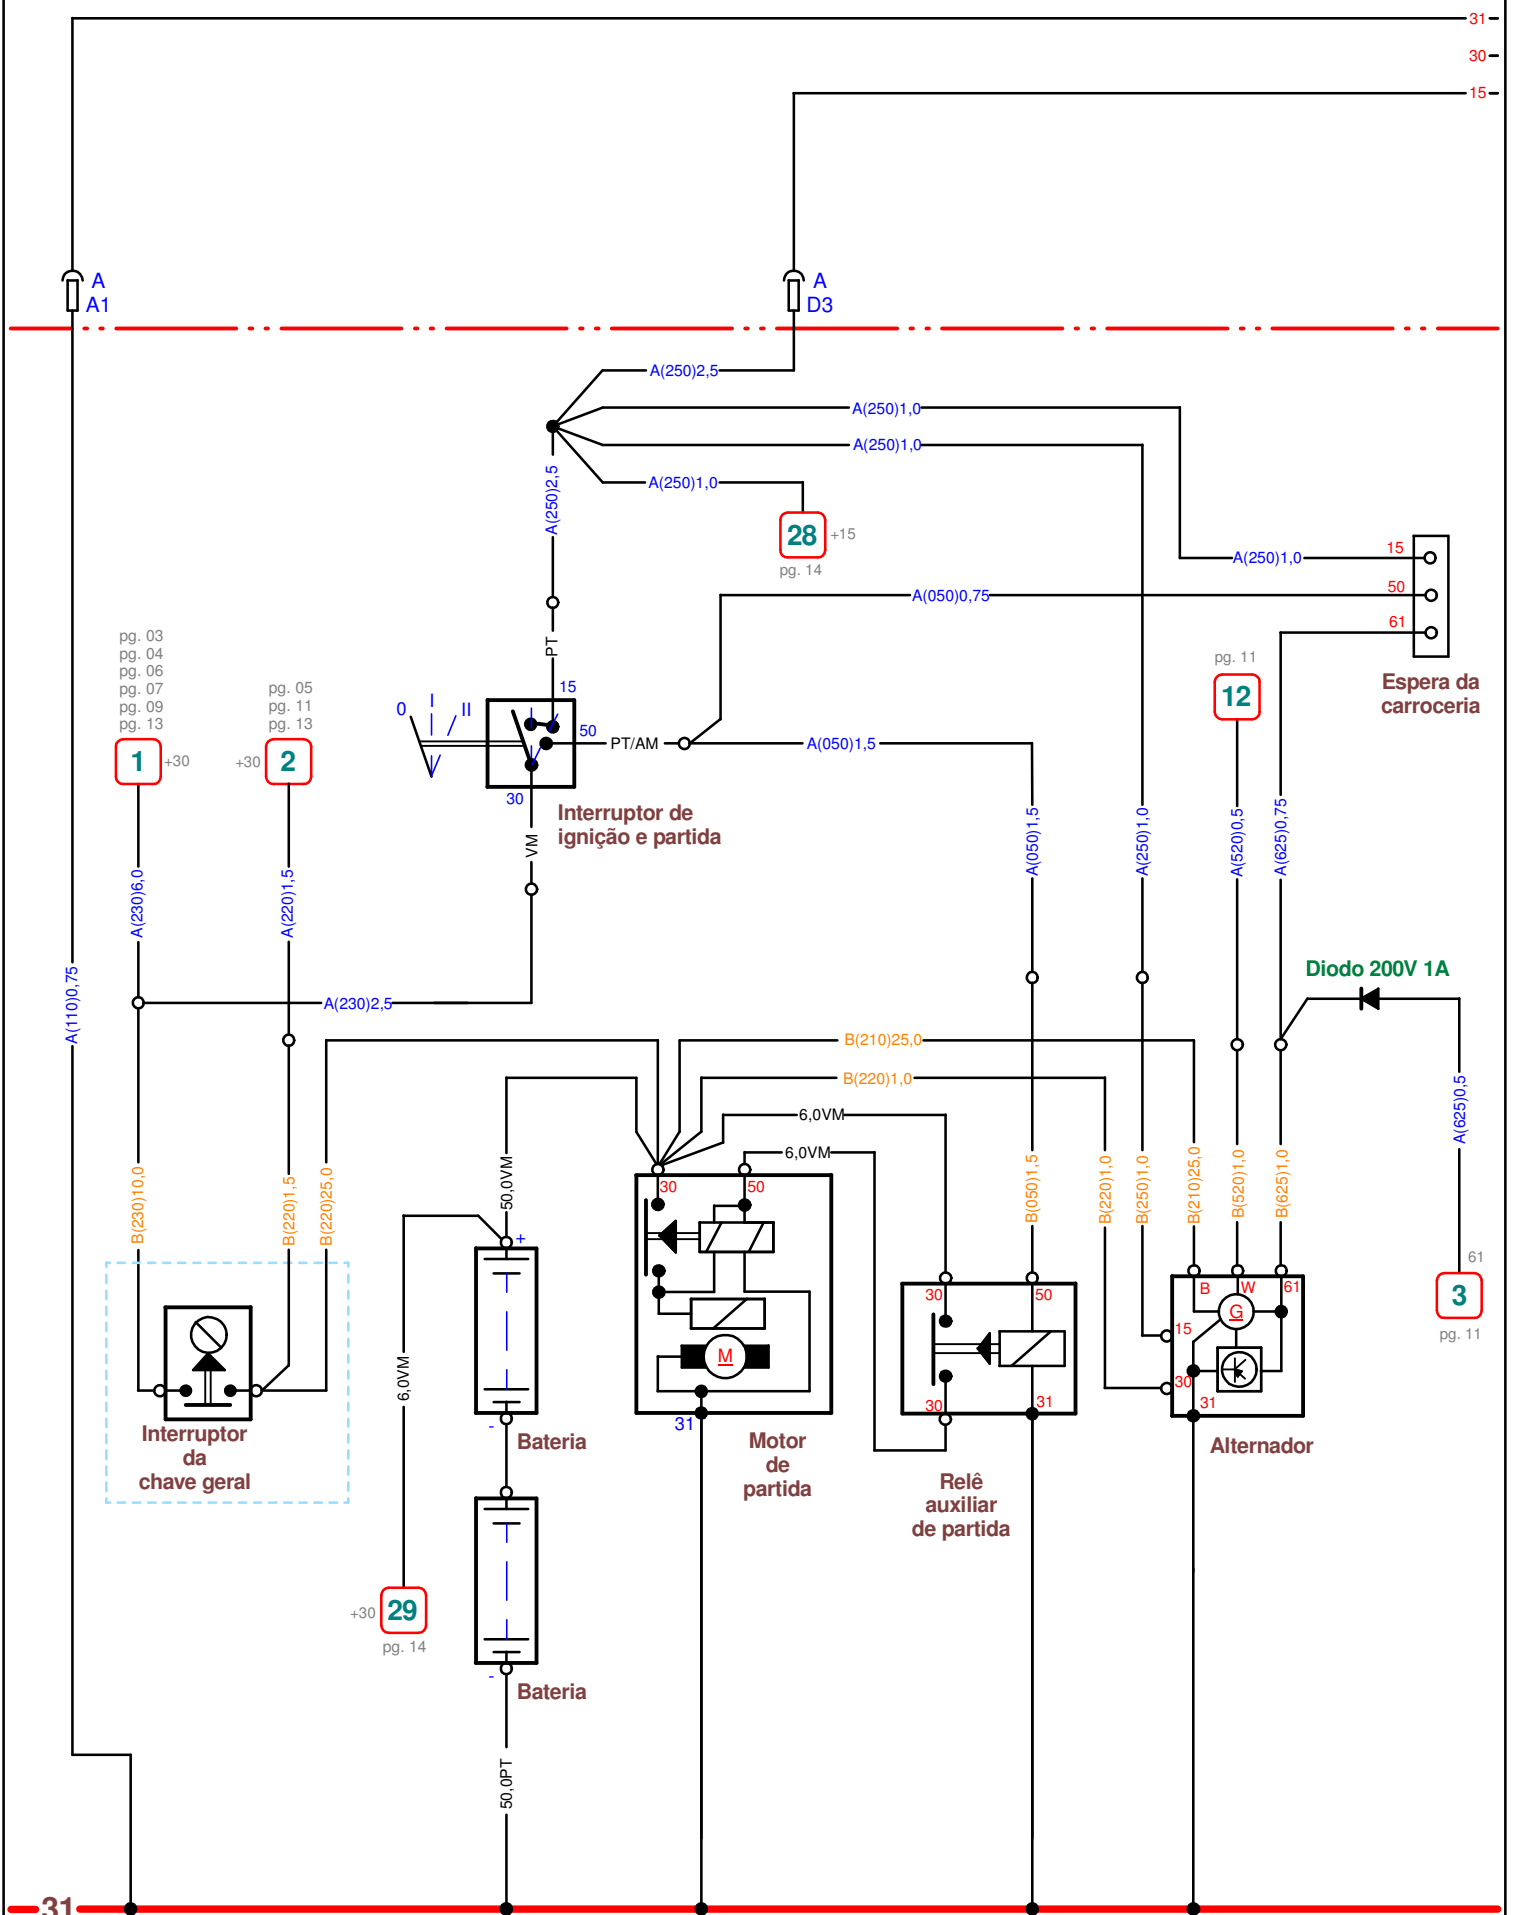 31
30
15
A
A1
A
D3
A(250)2,5
A(250)1,0
A(250)1,0
A(250)1,0
A(250)2,5
28
+15
pg. 14
15
A(250)1,0
50
A(050)0,75
61
Espera da
carroceria
pg. 03
pg. 04
pg. 06
pg. 07
pg. 09
pg. 13
1
+30
pg. 05
pg. 11
pg. 13
+30
2
PT
0
I
II
15
50
30
PT/AM
A(050)1,5
VM
Interruptor de
ignição e partida
pg. 11
12
A(230)6,0
A(220)1,5
A(050)1,5
A(250)1,0
A(520)0,5
A(625)0,75
A(110)0,75
A(230)2,5
Diodo 200V 1A
B(210)25,0
B(220)1,0
6,0VM
6,0VM
A(625)0,5
B(230)10,0
B(220)1,5
B(220)25,0
50,0VM
B(050)1,5
B(220)1,0
B(250)1,0
B(210)25,0
B(520)1,0
B(625)1,0
30
50
M
31
Motor
de
partida
+
-
Bateria
-
Bateria
6,0VM
+30
29
pg. 14
50,0PT
30
50
30
31
Relê
auxiliar
de partida
B
W
61
G
15
30
31
Alternador
61
3
pg. 11
Interruptor
da
chave geral
31